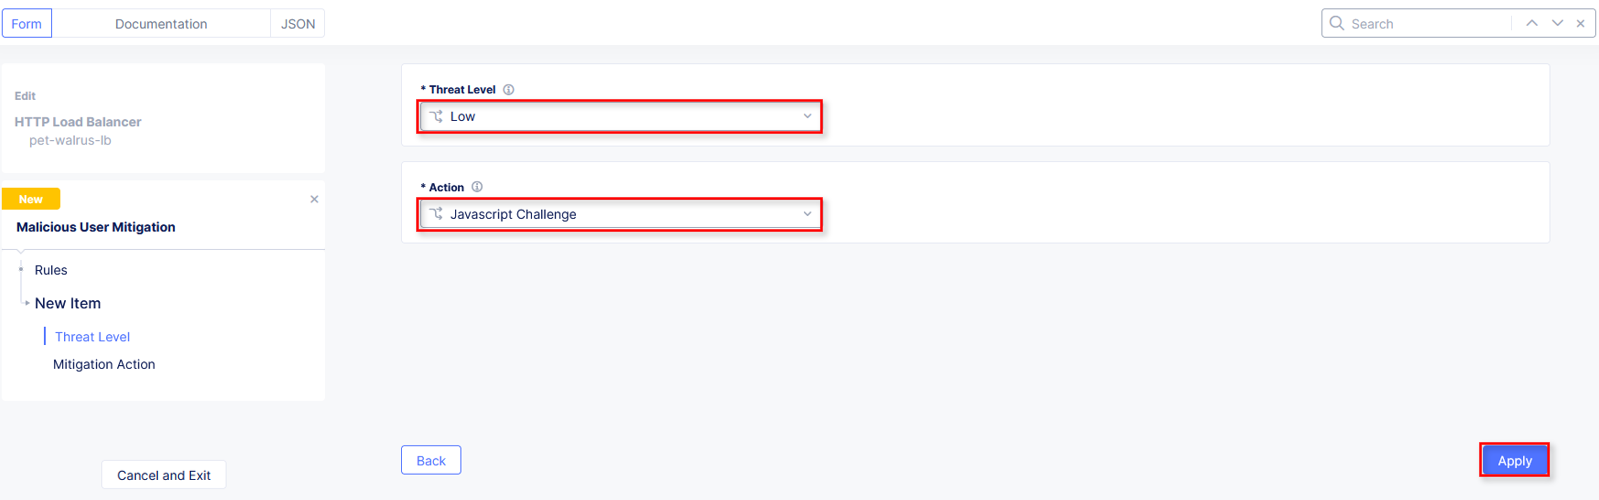 Form
Documentation
JSON
Search
Edit
HTTP Load Balancer
pet-walrus-lb
New
Malicious User Mitigation
Rules
New Item
Threat Level
Mitigation Action
Cancel and Exit
* Threat Level
Low
* Action
Javascript Challenge
Back
Apply